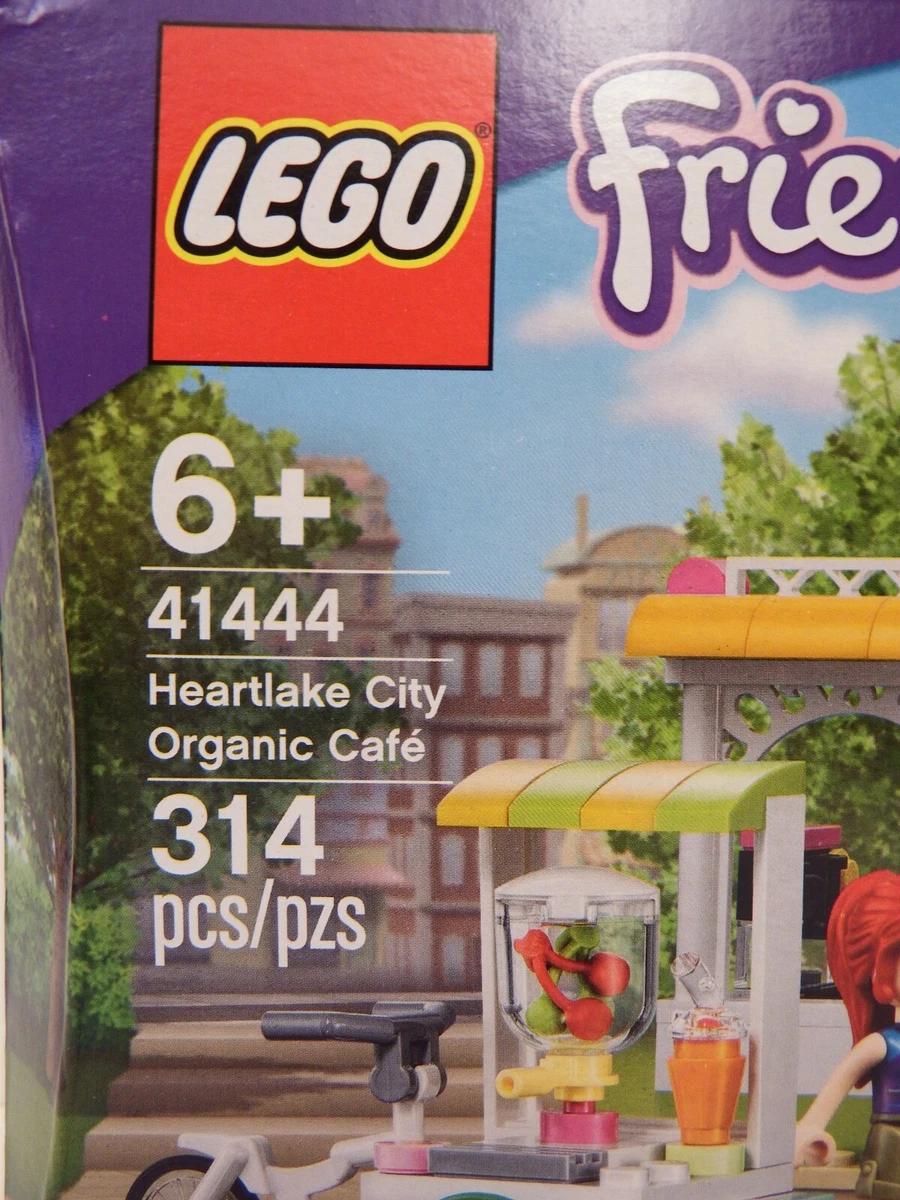 LEGO®
Frie
6+
41444
Heartlake City
Organic Café
314
pcs/pzs